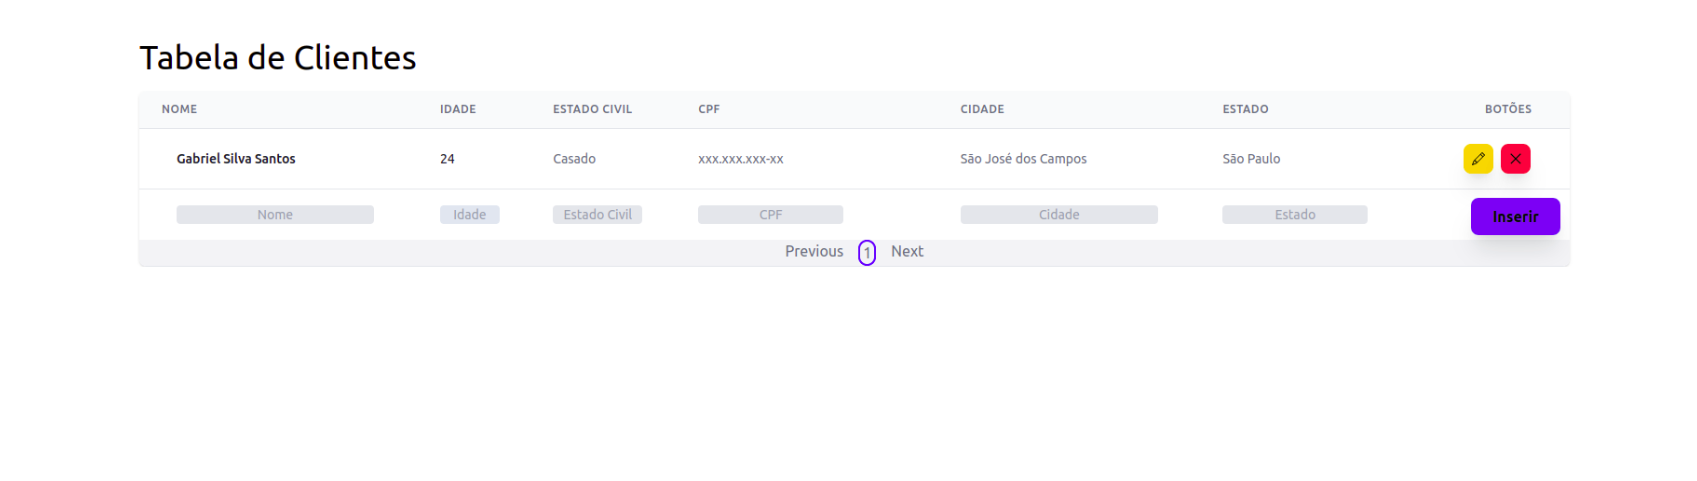 Tabela de Clientes
NOME IDADE ESTADO CIVIL CPF CIDADE ESTADO BOTÕES
Gabriel Silva Santos 24 Casado xxx.xxx.xxx-xx São José dos Campos São Paulo
Nome Idade Estado Civil CPF Cidade Estado Inserir
Previous 1 Next